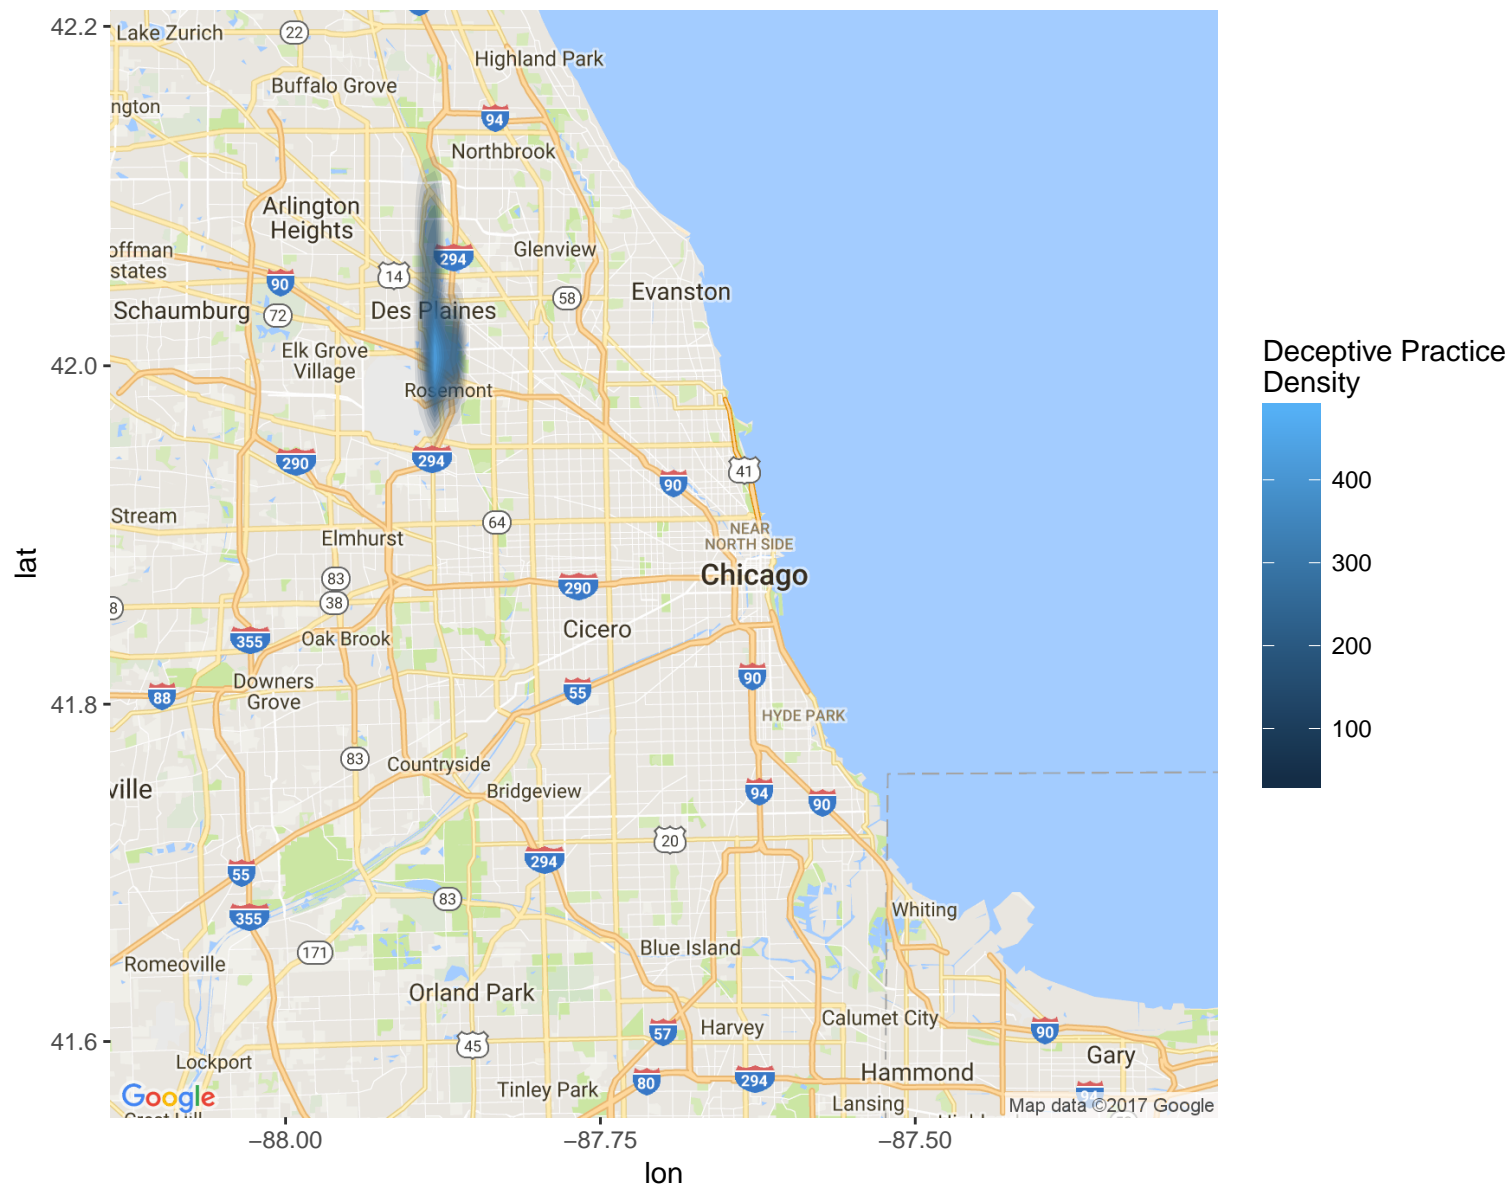 42.2
Lake Zurich
22
Highland Park
Buffalo Grove
ngton
94
Northbrook
Arlington
Heights
offman
states
294
Glenview
14
90
58
Evanston
Schaumburg
72
Des Plaines
42.0
Elk Grove
Village
Rosemont
290
294
90
41
Stream
64
NEAR
NORTH SIDE
Elmhurst
Chicago
83
290
38
8
Cicero
355
Oak Brook
Downers
Grove
88
55
90
41.8
HYDE PARK
83
Countryside
ville
Bridgeview
94
90
20
294
55
83
355
Whiting
171
Blue Island
Romeoville
Orland Park
Calumet City
57
Harvey
90
41.6
45
Gary
Lockport
Hammond
Tinley Park
80
294
Lansing
Google
Map data ©2017 Google
−88.00
−87.75
−87.50
lon
lat
Deceptive Practice
Density
400
300
200
100